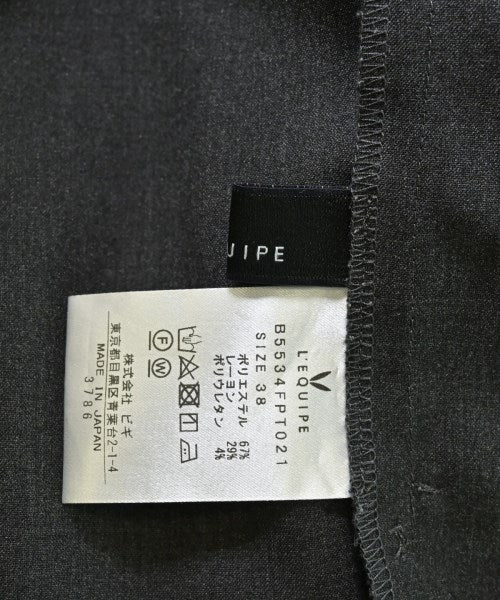 UIPE
L'EQUIPE
B5534FPT021
SIZE 38
ポリエステル 67%
レーヨン 29%
ポリウレタン 4%
F W
株式会社 ビギ
東京都目黒区青葉台2-1-4
MADE IN JAPAN
3786